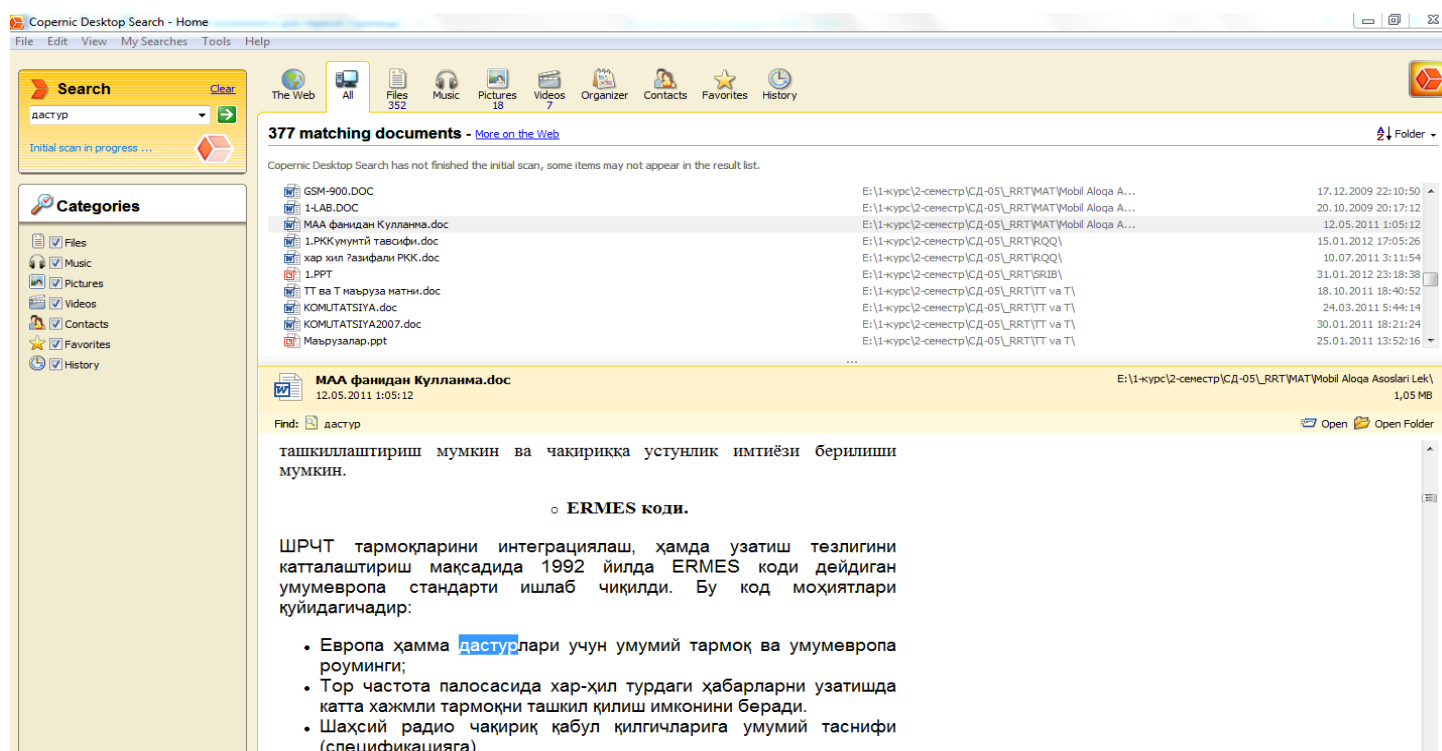 Copernic Desktop Search - Home
File Edit View My Searches Tools Help
Search Clear
дастур
Initial scan in progress ...
Categories
Files
Music
Pictures
Videos
Contacts
Favorites
History
The Web All Files Music Pictures Videos Organizer Contacts Favorites History
352 18 7
377 matching documents - More on the Web Folder
Copernic Desktop Search has not finished the initial scan, some items may not appear in the result list.
GSM-900.DOC E:\1-курс\2-семестр\СД-05\_RRT\MAT\Mobil Aloqa A... 17.12.2009 22:10:50
1-LAB.DOC E:\1-курс\2-семестр\СД-05\_RRT\MAT\Mobil Aloqa A... 20.10.2009 20:17:12
МАА фанидан Кулланма.doc E:\1-курс\2-семестр\СД-05\_RRT\MAT\Mobil Aloqa A... 12.05.2011 1:05:12
1.РККумумтй тавсифи.doc E:\1-курс\2-семестр\СД-05\_RRT\RQQ\ 15.01.2012 17:05:26
хар хил ?азифали РКК.doc E:\1-курс\2-семестр\СД-05\_RRT\RQQ\ 10.07.2011 3:11:54
1.PPT E:\1-курс\2-семестр\СД-05\_RRT\SRIB\ 31.01.2012 23:18:38
ТТ ва Т маъруза матни.doc E:\1-курс\2-семестр\СД-05\_RRT\TT va T\ 18.10.2011 18:40:52
KOMUTATSIYA.doc E:\1-курс\2-семестр\СД-05\_RRT\TT va T\ 24.03.2011 5:44:14
KOMUTATSIYA2007.doc E:\1-курс\2-семестр\СД-05\_RRT\TT va T\ 30.01.2011 18:21:24
Маърузалар.ppt E:\1-курс\2-семестр\СД-05\_RRT\TT va T\ 25.01.2011 13:52:16
МАА фанидан Кулланма.doc E:\1-курс\2-семестр\СД-05\_RRT\MAT\Mobil Aloqa Asoslari Lek\
12.05.2011 1:05:12 1,05 MB
Find: дастур Open Open Folder
ташкиллаштириш мумкин ва чақириққа устунлик имтиёзи берилиши
мумкин.
○ ERMES коди.
ШРЧТ тармоқларини интеграциялаш, ҳамда узатиш тезлигини
катталаштириш мақсадида 1992 йилда ERMES коди дейдиган
умумевропа стандарти ишлаб чиқилди. Бу код моҳиятлари
қуйидагичадир:
• Европа ҳамма дастурлари учун умумий тармоқ ва умумевропа
роуминги;
• Тор частота палосасида хар-ҳил турдаги ҳабарларни узатишда
катта хажмли тармоқни ташкил қилиш имконини беради.
• Шаҳсий радио чақириқ қабул қилгичларига умумий таснифи
(спецификацияга).